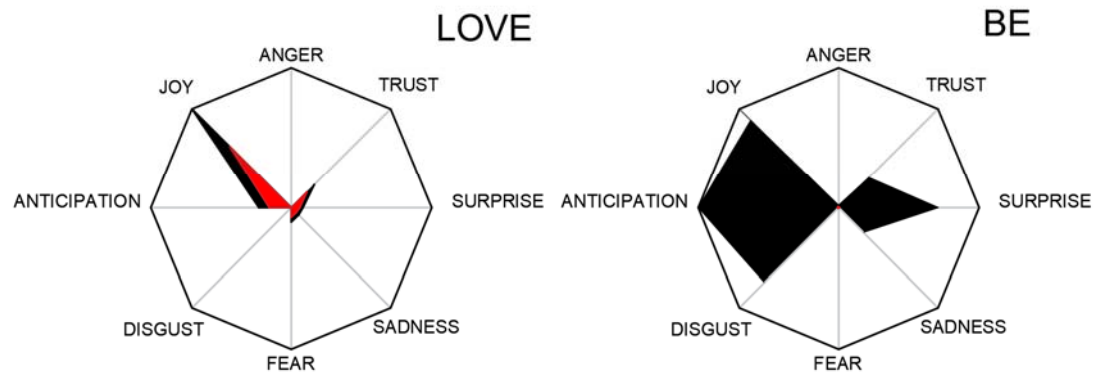 LOVE
ANGER
JOY
TRUST
ANTICIPATION
SURPRISE
DISGUST
SADNESS
FEAR
BE
ANGER
JOY
TRUST
ANTICIPATION
SURPRISE
DISGUST
SADNESS
FEAR